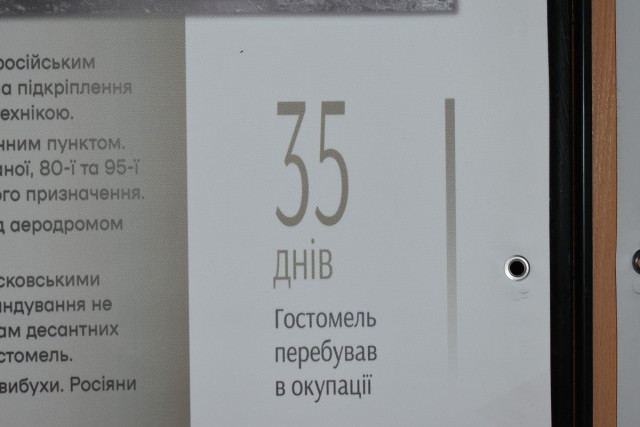 російським
а підкріплення
технікою.
нним пунктом.
ної, 80-ї та 95-ї
ого призначення.
д аеродромом
сковськими
ндування не
ам десантних
стомель.
вибухи. Росіяни
35
днів
Гостомель
перебував
в окупації